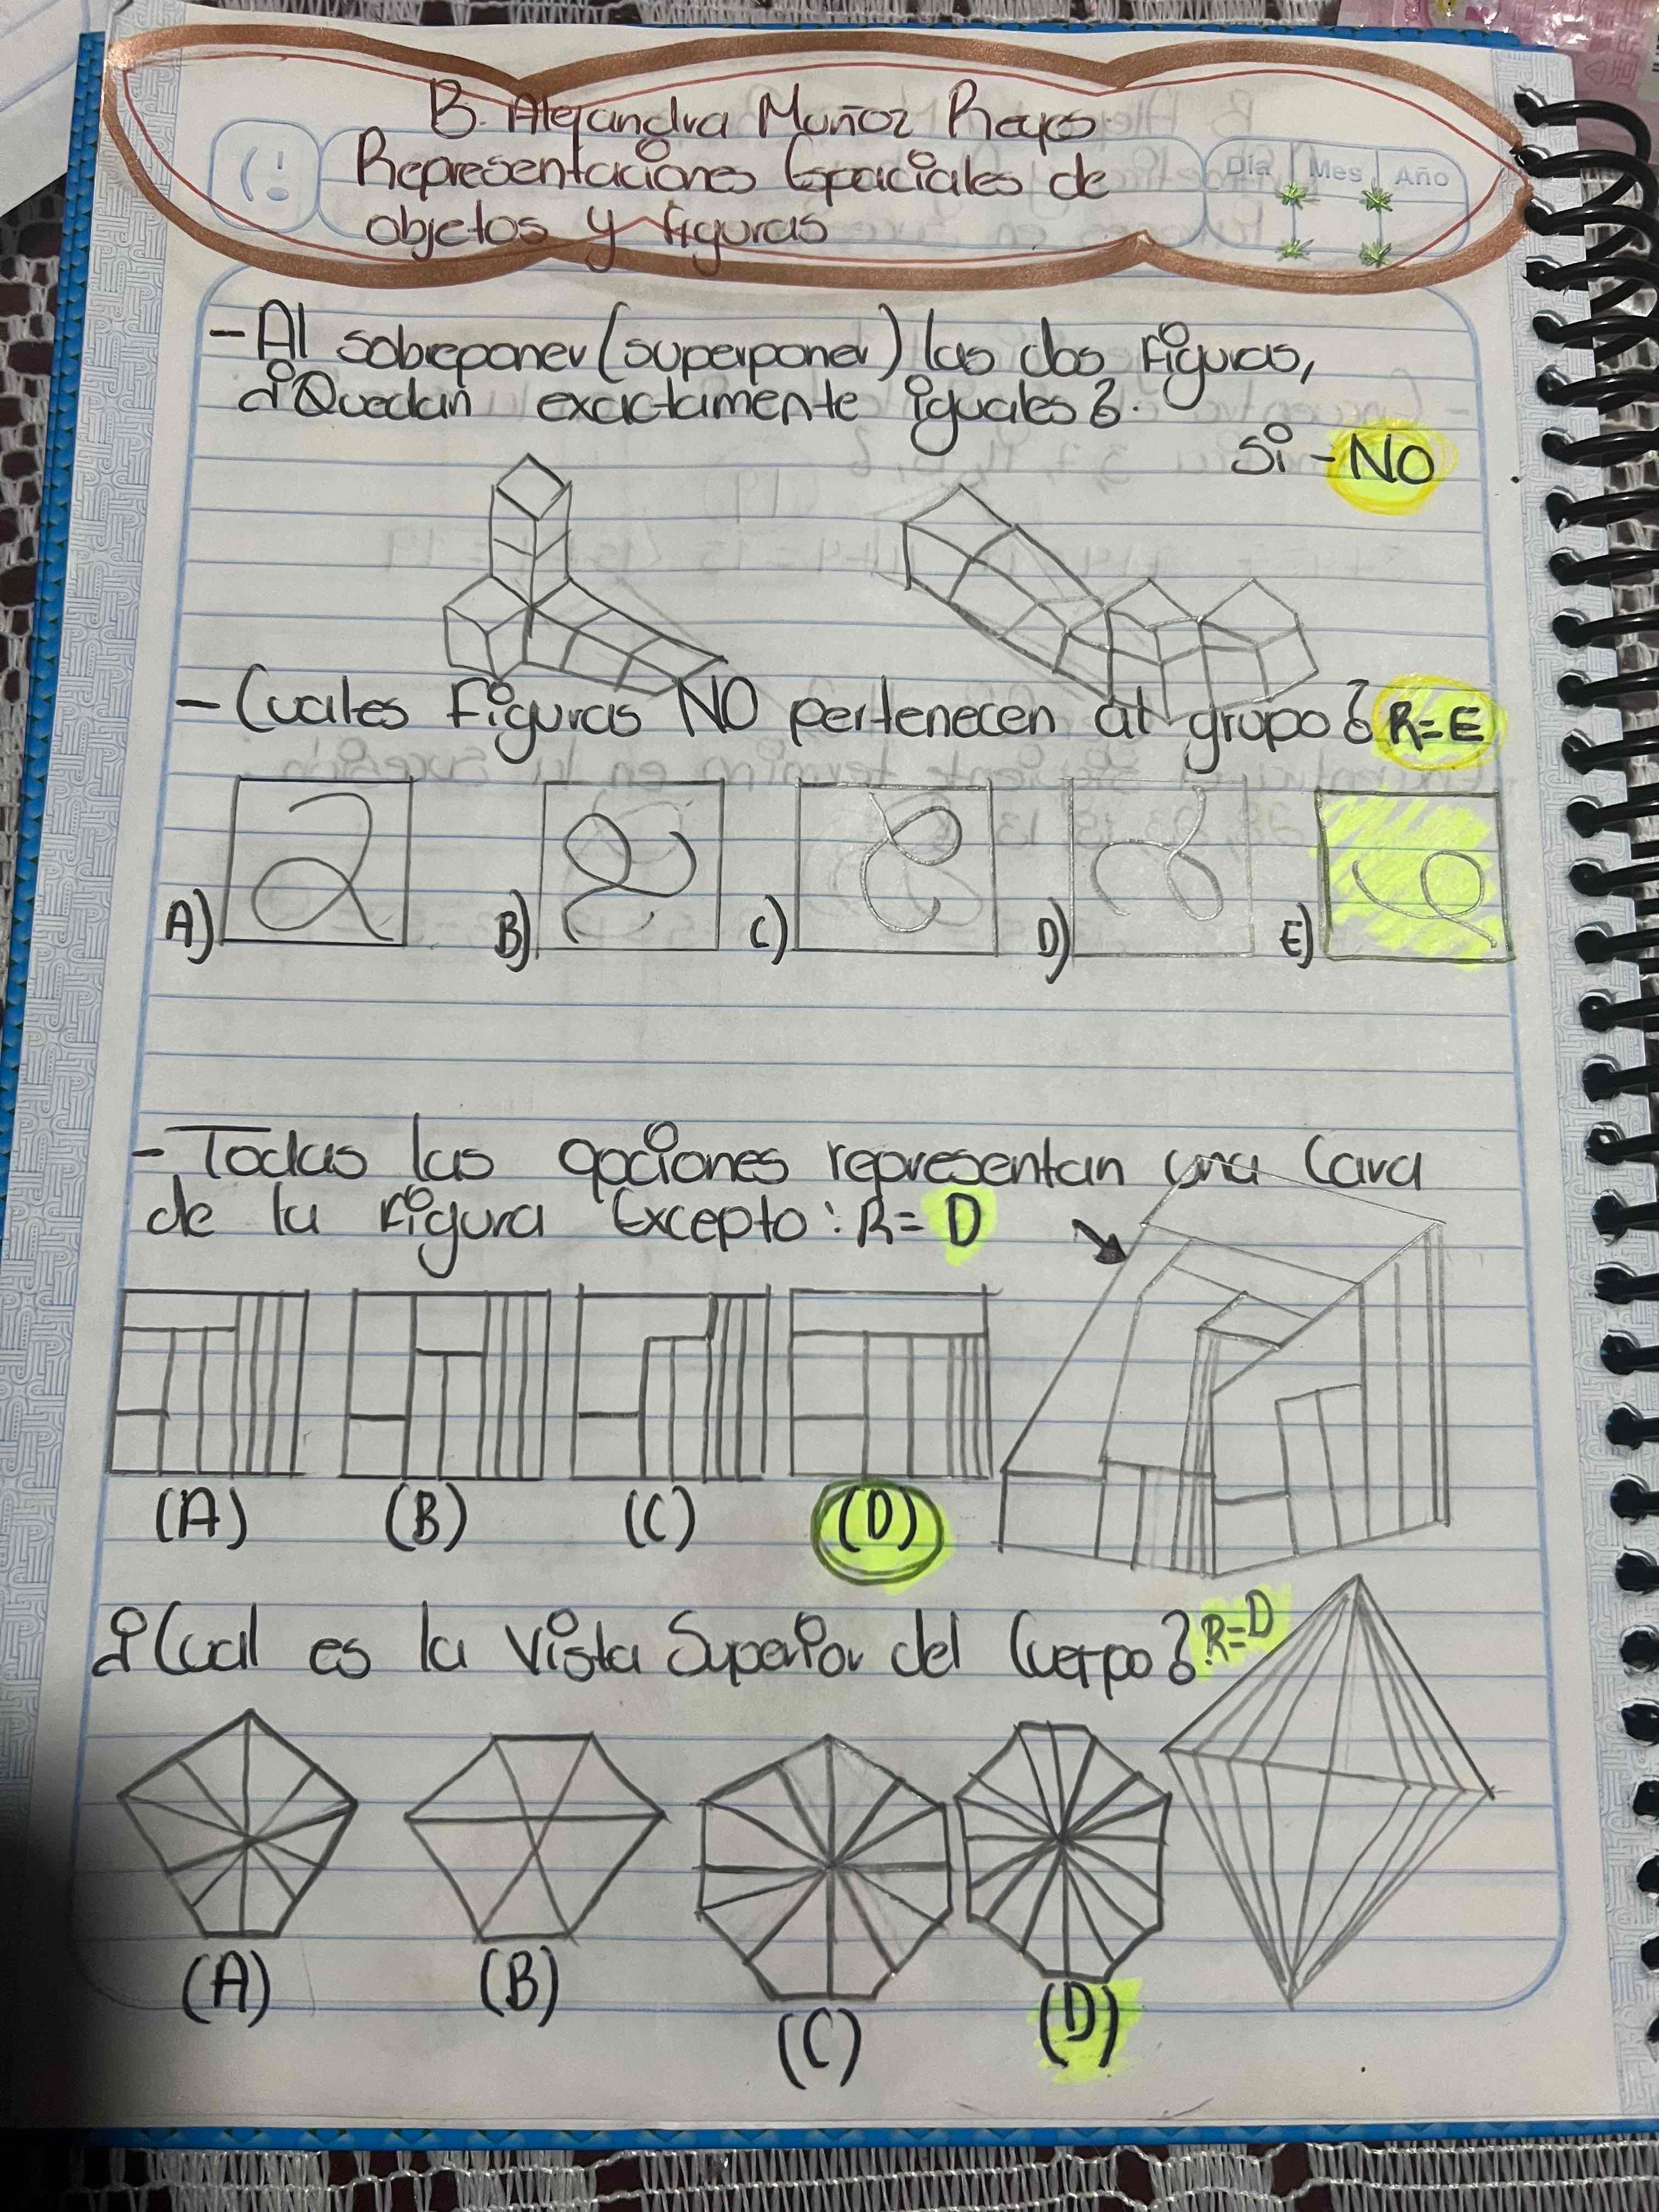 B. Alejandra Muñoz Reyes.
Representaciones Espaciales de
objetos y figuras
Día Mes Año
- Al sobreponer (superponer) las dos Figuras,
¿Quedan exactamente iguales?.
Si - NO
- Cuales Figuras NO pertenecen al grupo? R=E
A) B) C) D) E)
- Todas las opciones representan una Cara
de la Figura Excepto: R= D
(A) (B) (C) (D)
¿Cual es la Vista Superior del Cuerpo? R=D
(A) (B) (C) (D)